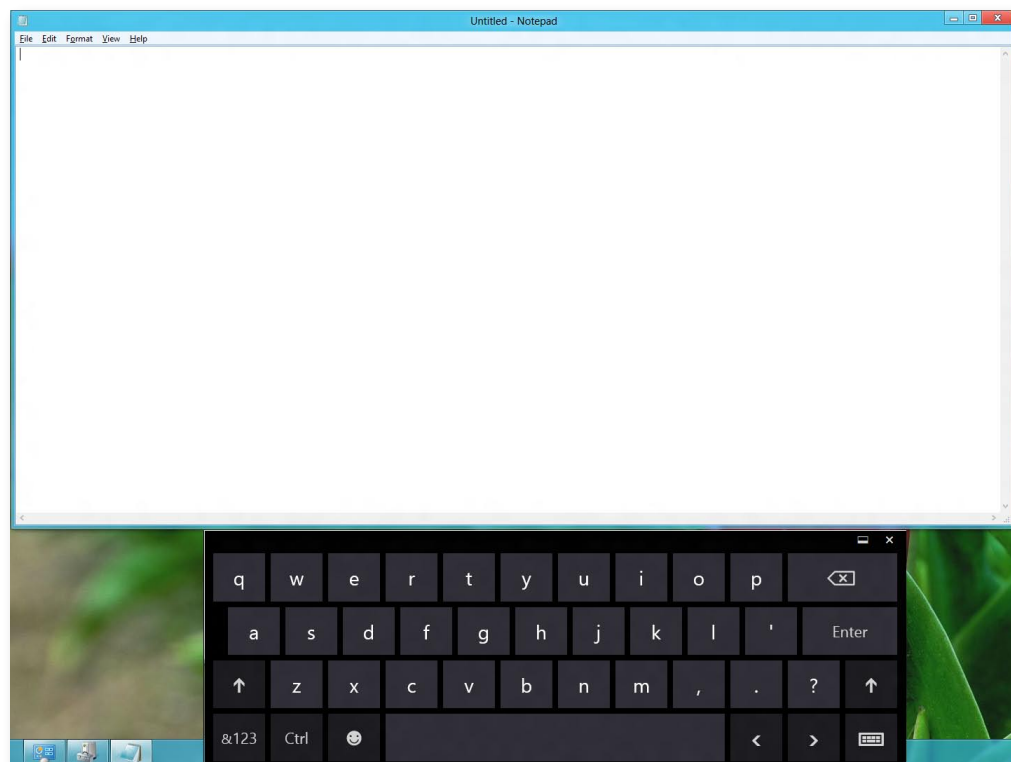 Untitled - Notepad
File Edit Format View Help
q w e r t y u i o p
a s d f g h j k l ' Enter
z x c v b n m , . ?
&123 Ctrl < >